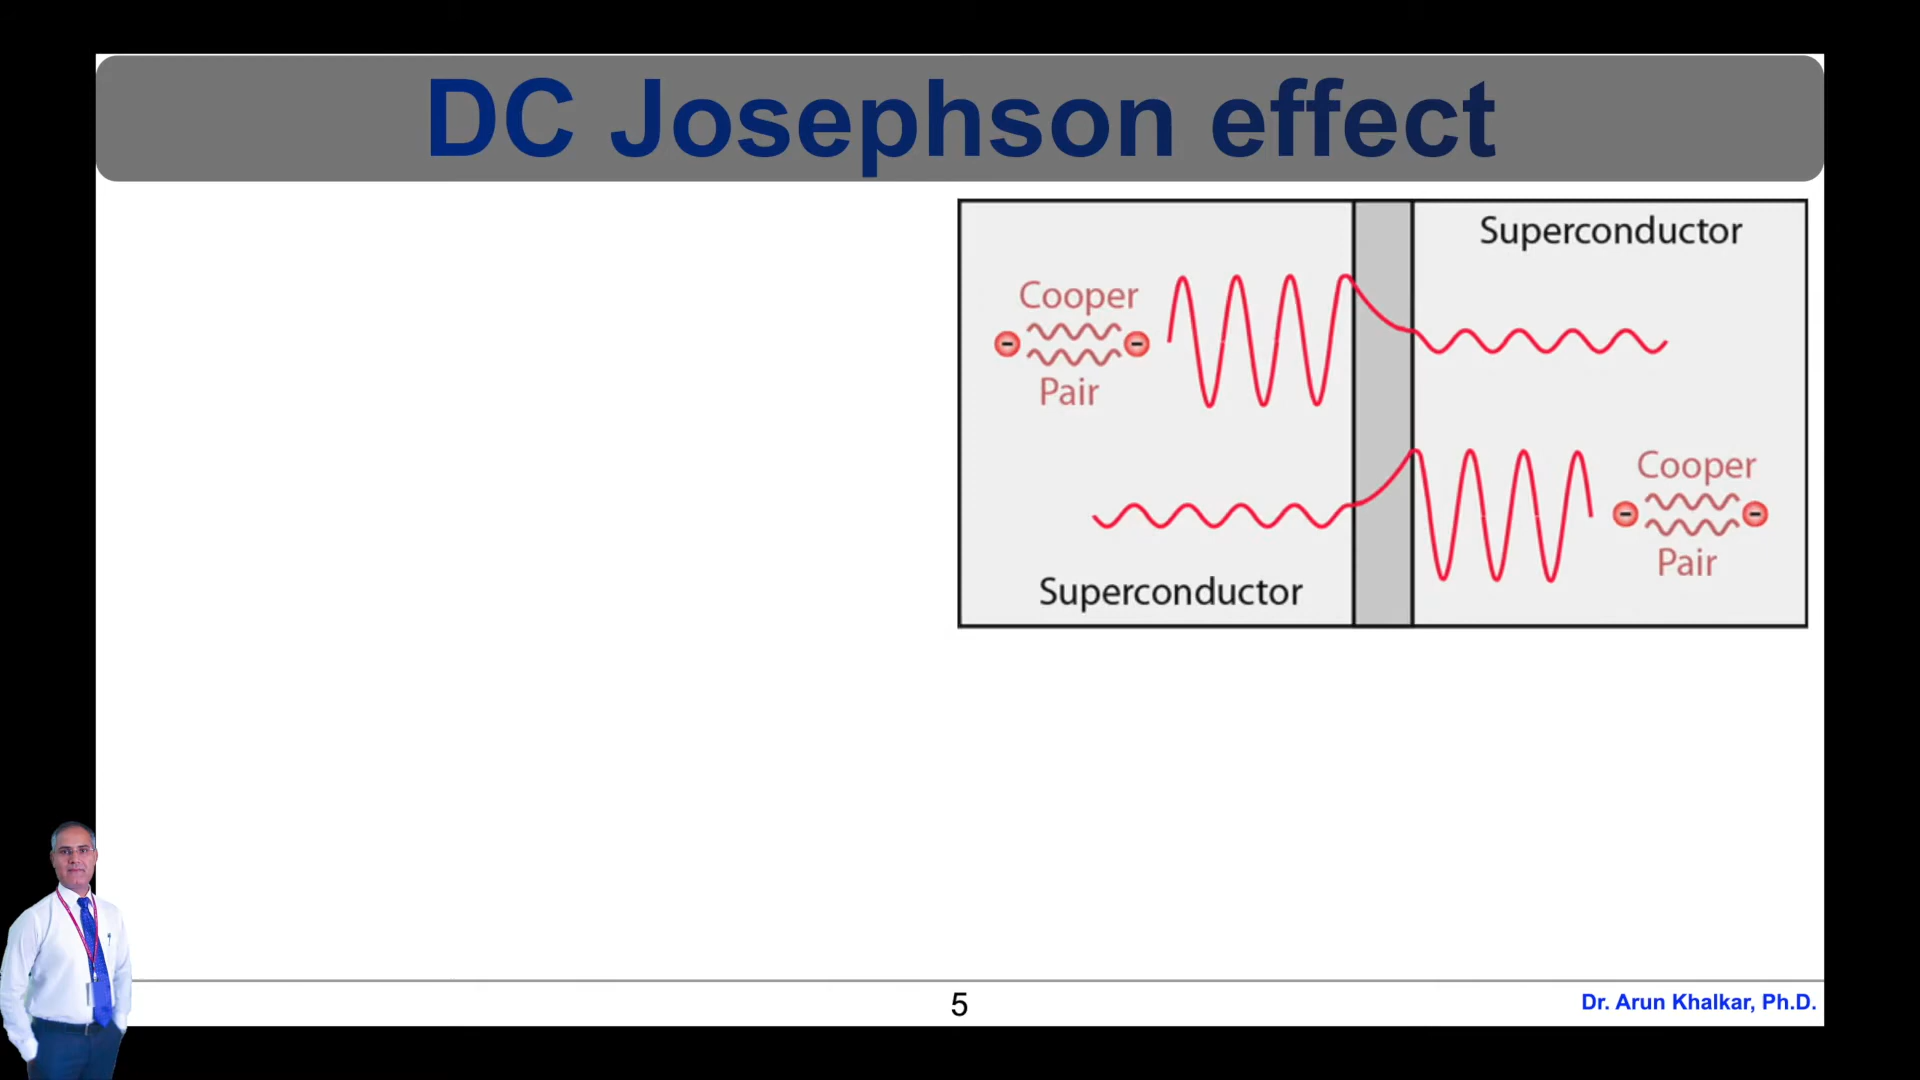 DC Josephson effect
Superconductor
Cooper
Pair
Cooper
Pair
Superconductor
5
Dr. Arun Khalkar, Ph.D.